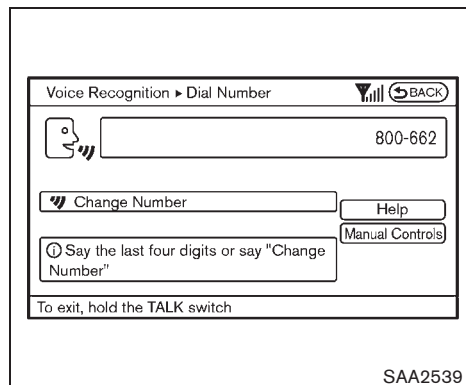 Voice Recognition ▸ Dial Number
BACK
800-662
Change Number
Help
Manual Controls
Say the last four digits or say "Change
Number"
To exit, hold the TALK switch
SAA2539